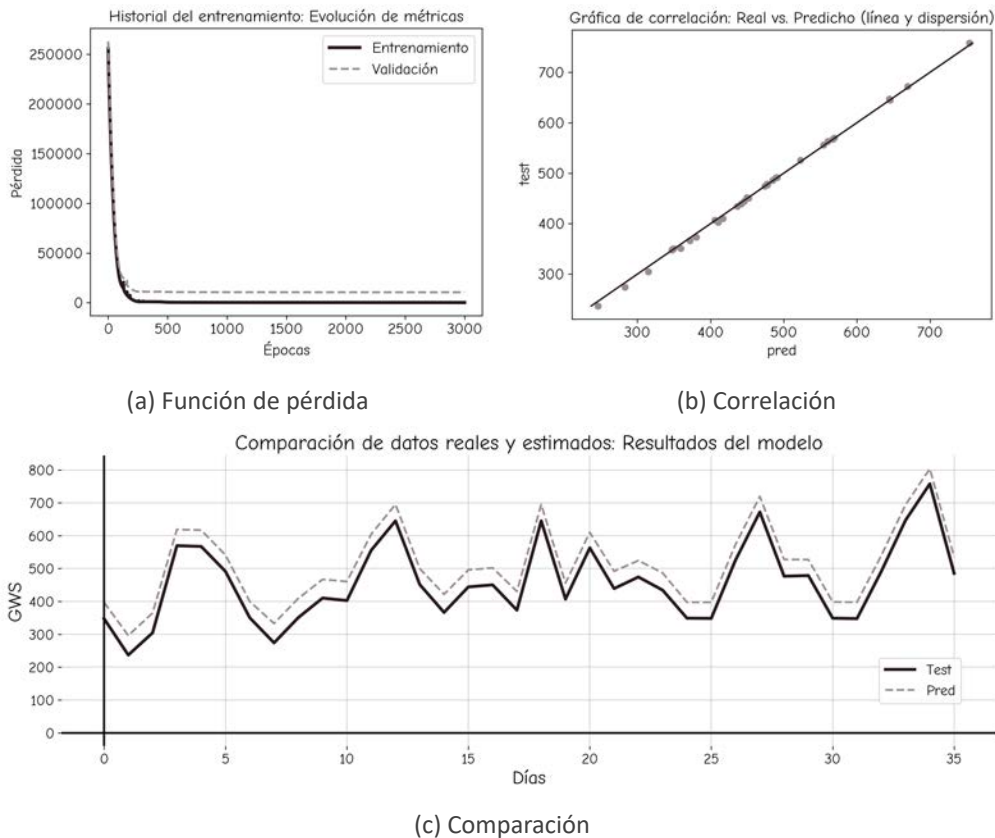 Historial del entrenamiento: Evolución de métricas
250000
200000
150000
100000
50000
0
Pérdida
Entrenamiento
Validación
0 500 1000 1500 2000 2500 3000
Épocas
(a) Función de pérdida
Gráfica de correlación: Real vs. Predicho (línea y dispersión)
700
600
500
400
300
test
300 400 500 600 700
pred
(b) Correlación
Comparación de datos reales y estimados: Resultados del modelo
800
700
600
500
400
300
200
100
0
GWS
Test
Pred
0 5 10 15 20 25 30 35
Días
(c) Comparación